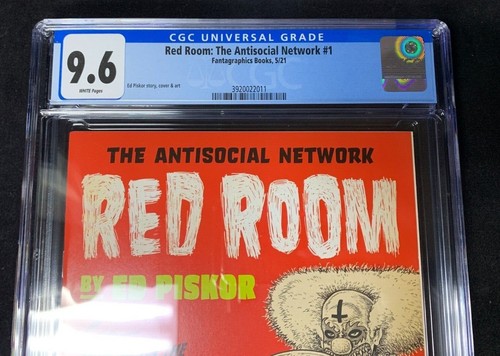 CGC UNIVERSAL GRADE
9.6
WHITE Pages
Red Room: The Antisocial Network #1
Fantagraphics Books, 5/21
Ed Piskor story, cover & art
CGC
3920022011
THE ANTISOCIAL NETWORK
RED ROOM
BY ED PISKOR